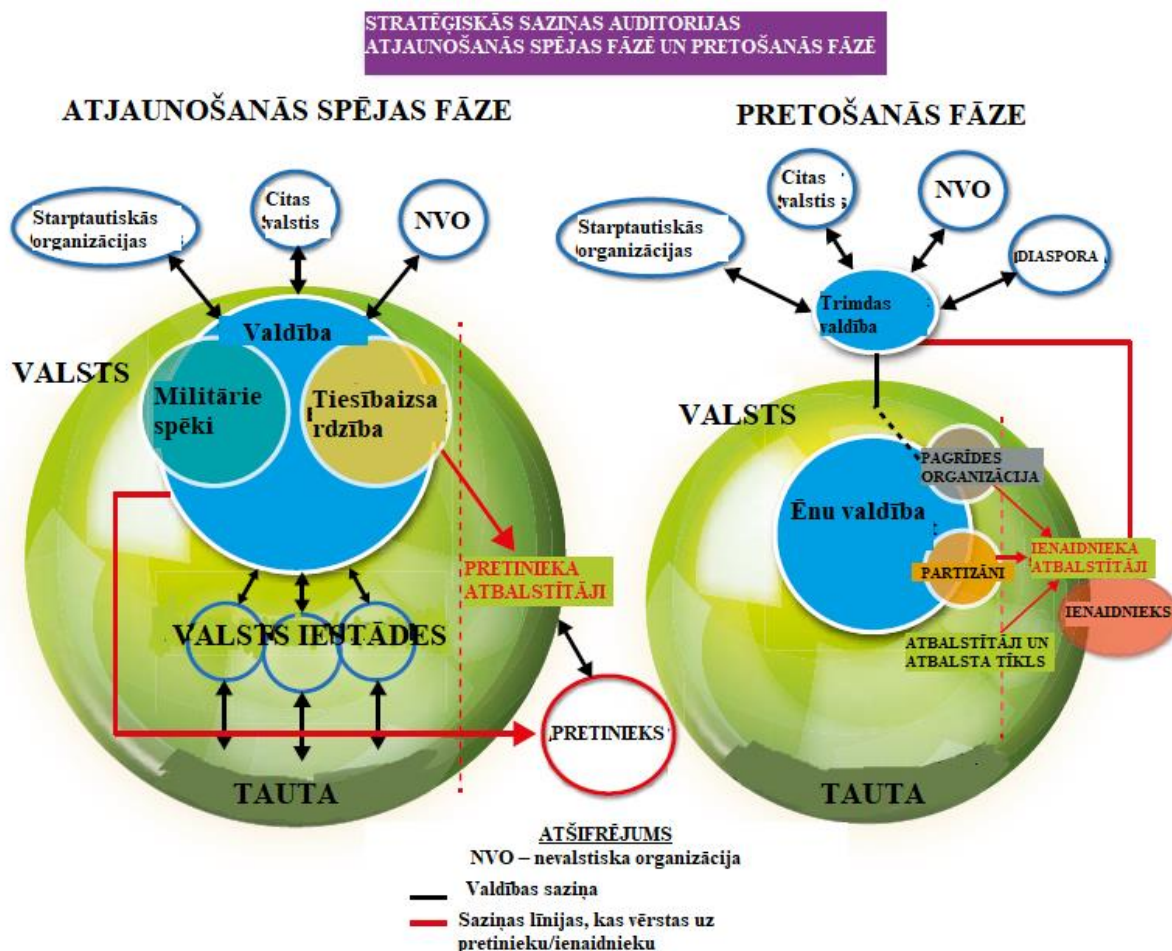 STRATĒĢISKĀS SAZIŅAS AUDITORIJAS
ATJAUNOŠANĀS SPĒJAS FĀZĒ UN PRETOŠANĀS FĀZĒ
ATJAUNOŠANĀS SPĒJAS FĀZE
Starptautiskās
organizācijas
Citas
valstis
NVO
VALSTS
Valdība
Militārie
spēki
Tiesībaizsa
rdzība
PRETINIEKA
ATBALSTĪTĀJI
VALSTS IESTĀDES
PRETINIEKS
TAUTA
PRETOŠANĀS FĀZE
Starptautiskās
organizācijas
Citas
valstis
NVO
DIASPORA
Trimdas
valdība
VALSTS
PAGRĪDES
ORGANIZĀCIJA
Ēnu valdība
IENAIDNIEKA
ATBALSTĪTĀJI
PARTIZĀNI
IENAIDNIEKS
ATBALSTĪTĀJI UN
ATBALSTA TĪKLS
TAUTA
ATŠIFRĒJUMS
NVO – nevalstiska organizācija
Valdības saziņa
Saziņas līnijas, kas vērstas uz
pretinieku/ienaidnieku